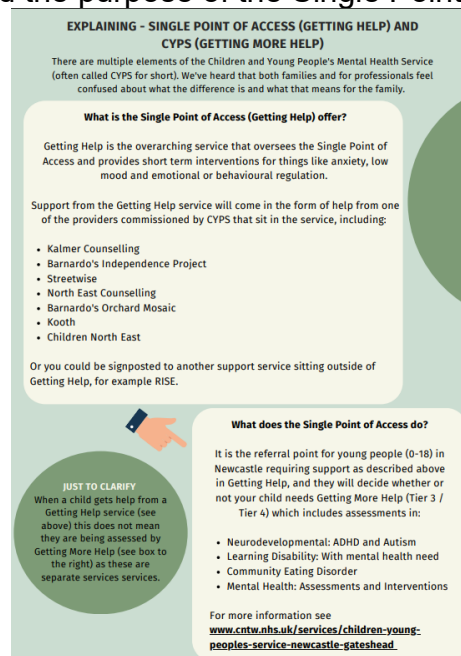 d the purpose of the Single Point
EXPLAINING - SINGLE POINT OF ACCESS (GETTING HELP) AND
CYPS (GETTING MORE HELP)
There are multiple elements of the Children and Young People's Mental Health Service
(often called CYPS for short). We've heard that both families and for professionals feel
confused about what the difference is and what that means for the family.
What is the Single Point of Access (Getting Help) offer?
Getting Help is the overarching service that oversees the Single Point of
Access and provides short term interventions for things like anxiety, low
mood and emotional or behavioural regulation.
Support from the Getting Help service will come in the form of help from one
of the providers commissioned by CYPS that sit in the service, including:
• Kalmer Counselling
• Barnardo's Independence Project
• Streetwise
• North East Counselling
• Barnardo's Orchard Mosaic
• Kooth
• Children North East
Or you could be signposted to another support service sitting outside of
Getting Help, for example RISE.
JUST TO CLARIFY
When a child gets help from a
Getting Help service (see
above) this does not mean
they are being assessed by
Getting More Help (see box to
the right) as these are
separate services services.
What does the Single Point of Access do?
It is the referral point for young people (0-18) in
Newcastle requiring support as described above
in Getting Help, and they will decide whether or
not your child needs Getting More Help (Tier 3 /
Tier 4) which includes assessments in:
• Neurodevelopmental: ADHD and Autism
• Learning Disability: With mental health need
• Community Eating Disorder
• Mental Health: Assessments and Interventions
For more information see
www.cntw.nhs.uk/services/children-young-
peoples-service-newcastle-gateshead